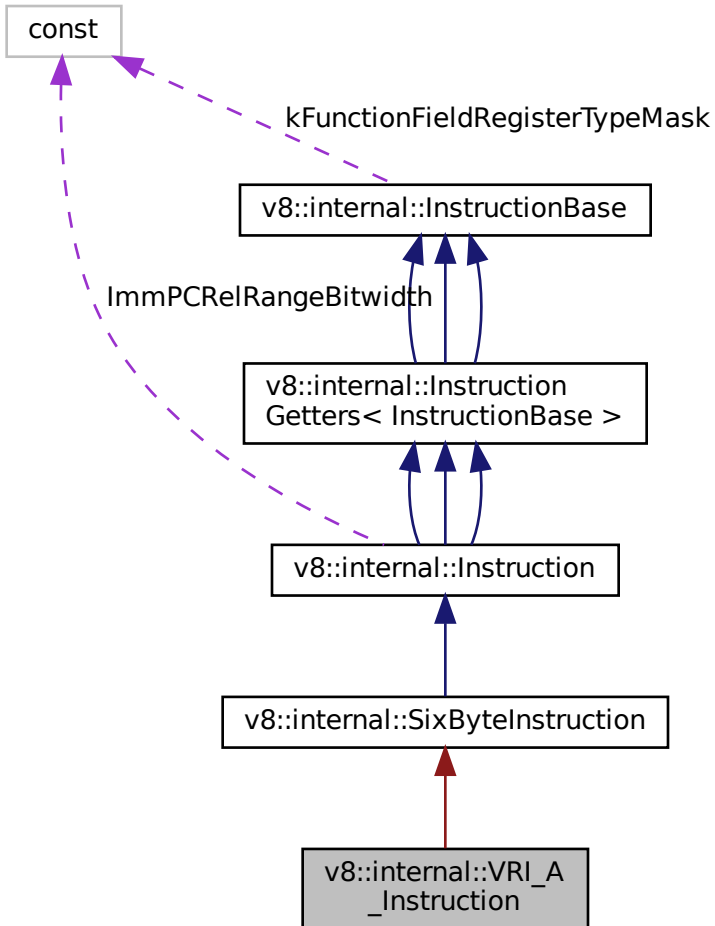 const
kFunctionFieldRegisterTypeMask
v8::internal::InstructionBase
ImmPCRelRangeBitwidth
v8::internal::Instruction
Getters< InstructionBase >
v8::internal::Instruction
v8::internal::SixByteInstruction
v8::internal::VRI_A
_Instruction